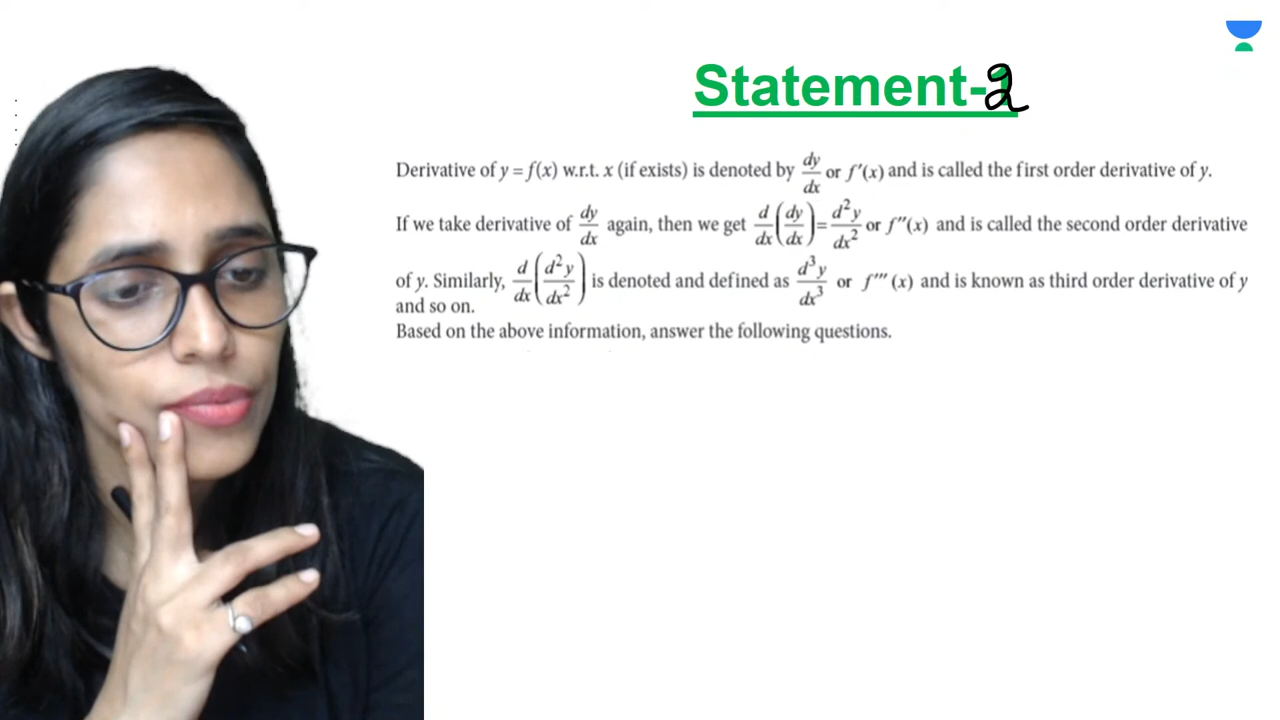 Statement-2
Derivative of y = f(x) w.r.t. x (if exists) is denoted by dy/dx or f′(x) and is called the first order derivative of y.
If we take derivative of dy/dx again, then we get d/dx(dy/dx) = d²y/dx² or f″(x) and is called the second order derivative
of y. Similarly, d/dx(d²y/dx²) is denoted and defined as d³y/dx³ or f‴(x) and is known as third order derivative of y
and so on.
Based on the above information, answer the following questions.